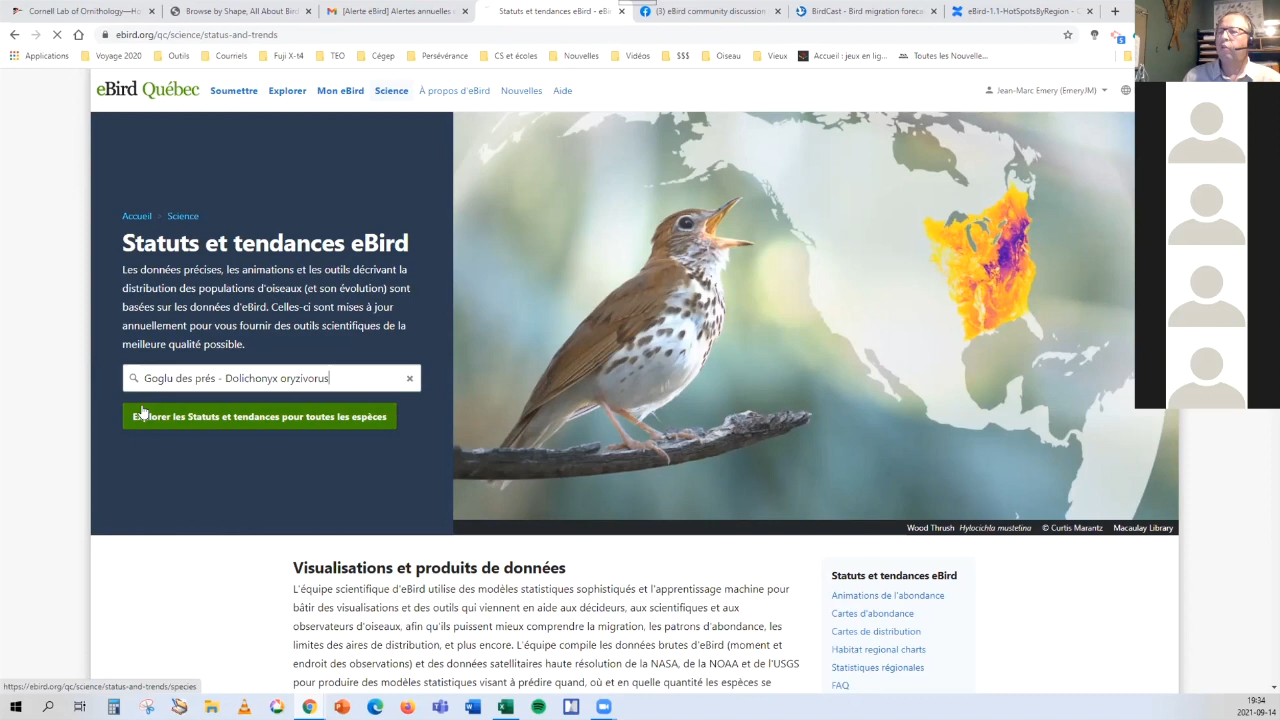 Cornell Lab of Ornithology—Ho
Browse by Shape, All About Bird
[Alerte eBird] Alertes annuelles d
Statuts et tendances eBird - eBi
(3) eBird community discussion
BirdCast - Bird migration forecas
eBird-1.1-HotSpotsByRegion - C
ebird.org/qc/science/status-and-trends
Applications
Voyage 2020
Outils
Courriels
Fuji X-t4
TEO
Cégep
Persévérance
CS et écoles
Nouvelles
Vidéos
$$$
Oiseau
Vieux
Accueil : jeux en lig...
Toutes les Nouvelle...
eBird Québec
Soumettre
Explorer
Mon eBird
Science
À propos d'eBird
Nouvelles
Aide
Jean-Marc Emery (EmeryJM)
Accueil > Science
Statuts et tendances eBird
Les données précises, les animations et les outils décrivant la
distribution des populations d'oiseaux (et son évolution) sont
basées sur les données d'eBird. Celles-ci sont mises à jour
annuellement pour vous fournir des outils scientifiques de la
meilleure qualité possible.
Goglu des prés - Dolichonyx oryzivorus
Explorer les Statuts et tendances pour toutes les espèces
Wood Thrush Hylocichla mustelina © Curtis Marantz Macaulay Library
Visualisations et produits de données
L'équipe scientifique d'eBird utilise des modèles statistiques sophistiqués et l'apprentissage machine pour
bâtir des visualisations et des outils qui viennent en aide aux décideurs, aux scientifiques et aux
observateurs d'oiseaux, afin qu'ils puissent mieux comprendre la migration, les patrons d'abondance, les
limites des aires de distribution, et plus encore. L'équipe compile les données brutes d'eBird (moment et
endroit des observations) et des données satellitaires haute résolution de la NASA, de la NOAA et de l'USGS
pour produire des modèles statistiques visant à prédire quand, où et en quelle quantité les espèces se
Statuts et tendances eBird
Animations de l'abondance
Cartes d'abondance
Cartes de distribution
Habitat regional charts
Statistiques régionales
FAQ
https://ebird.org/qc/science/status-and-trends/species
19:34
2021-09-14